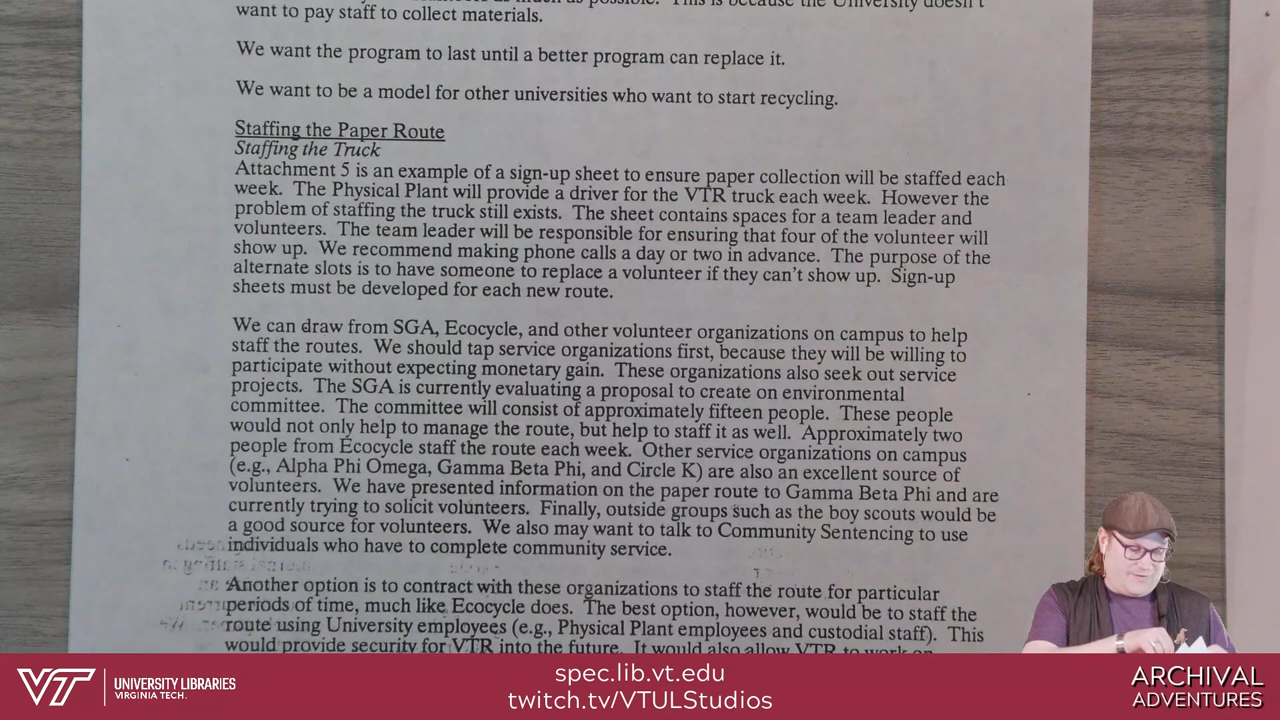 want to pay staff to collect materials.
We want the program to last until a better program can replace it.
We want to be a model for other universities who want to start recycling.
Staffing the Paper Route
Staffing the Truck
Attachment 5 is an example of a sign-up sheet to ensure paper collection will be staffed each
week. The Physical Plant will provide a driver for the VTR truck each week. However the
problem of staffing the truck still exists. The sheet contains spaces for a team leader and
volunteers. The team leader will be responsible for ensuring that four of the volunteer will
show up. We recommend making phone calls a day or two in advance. The purpose of the
alternate slots is to have someone to replace a volunteer if they can't show up. Sign-up
sheets must be developed for each new route.
We can draw from SGA, Ecocycle, and other volunteer organizations on campus to help
staff the routes. We should tap service organizations first, because they will be willing to
participate without expecting monetary gain. These organizations also seek out service
projects. The SGA is currently evaluating a proposal to create on environmental
committee. The committee will consist of approximately fifteen people. These people
would not only help to manage the route, but help to staff it as well. Approximately two
people from Ecocycle staff the route each week. Other service organizations on campus
(e.g., Alpha Phi Omega, Gamma Beta Phi, and Circle K) are also an excellent source of
volunteers. We have presented information on the paper route to Gamma Beta Phi and are
currently trying to solicit volunteers. Finally, outside groups such as the boy scouts would be
a good source for volunteers. We also may want to talk to Community Sentencing to use
individuals who have to complete community service.
Another option is to contract with these organizations to staff the route for particular
periods of time, much like Ecocycle does. The best option, however, would be to staff the
route using University employees (e.g., Physical Plant employees and custodial staff). This
would provide security for VTR into the future. It would also allow VTR to work on
VT UNIVERSITY LIBRARIES
VIRGINIA TECH.
spec.lib.vt.edu
twitch.tv/VTULStudios
ARCHIVAL
ADVENTURES